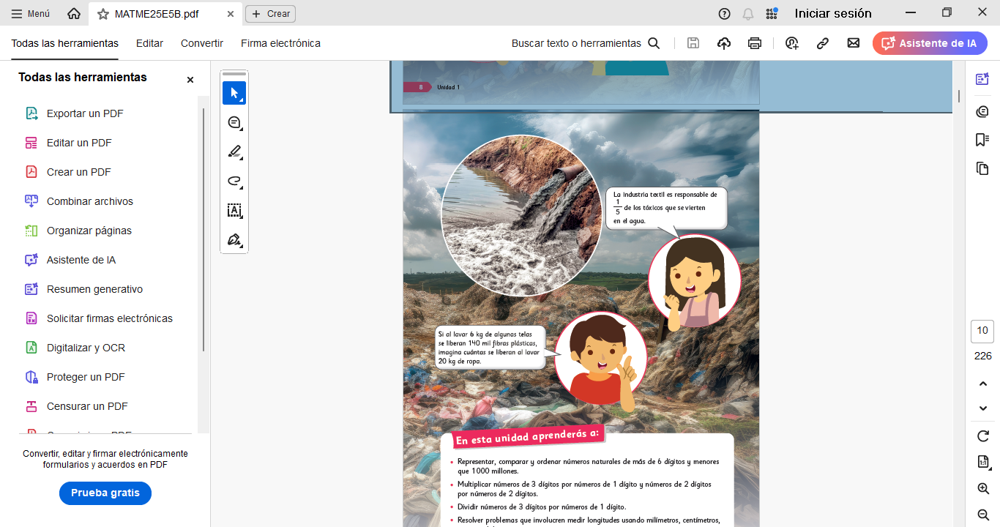 Menú
MATME25E5B.pdf
Crear
Iniciar sesión
Todas las herramientas
Editar
Convertir
Firma electrónica
Buscar texto o herramientas
Asistente de IA
Todas las herramientas
Exportar un PDF
Editar un PDF
Crear un PDF
Combinar archivos
Organizar páginas
Asistente de IA
Resumen generativo
Solicitar firmas electrónicas
Digitalizar y OCR
Proteger un PDF
Censurar un PDF
Convertir, editar y firmar electrónicamente
formularios y acuerdos en PDF
Prueba gratis
8 Unidad 1
La industria textil es responsable de
1/5 de los tóxicos que se vierten
en el agua.
Si al lavar 6 kg de algunas telas
se liberan 140 mil fibras plásticas,
imagina cuántas se liberan al lavar
20 kg de ropa.
En esta unidad aprenderás a:
• Representar, comparar y ordenar números naturales de más de 6 dígitos y menores
que 1 000 millones.
• Multiplicar números de 3 dígitos por números de 1 dígito y números de 2 dígitos
por números de 2 dígitos.
• Dividir números de 3 dígitos por números de 1 dígito.
• Resolver problemas que involucren medir longitudes usando milímetros, centímetros,
10
226
1:1